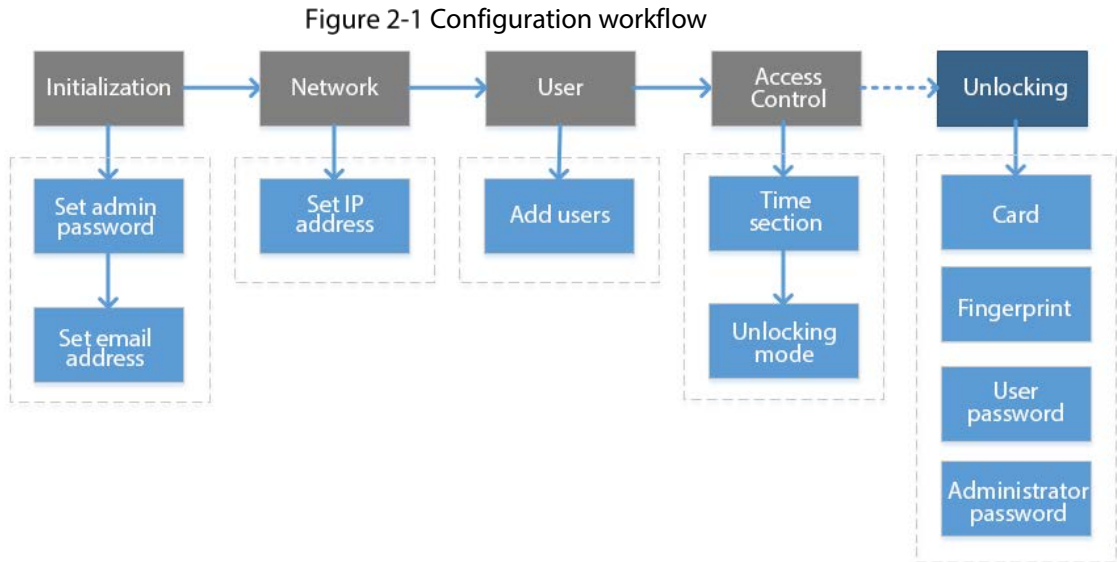 Figure 2-1 Configuration workflow
Initialization
Network
User
Access
Control
Unlocking
Set admin
password
Set email
address
Set IP
address
Add users
Time
section
Unlocking
mode
Card
Fingerprint
User
password
Administrator
password